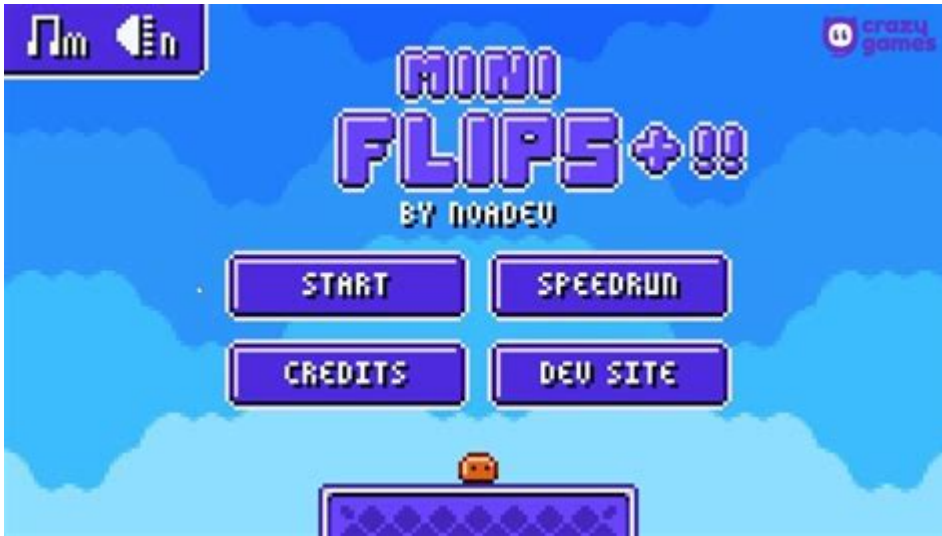 m n
crazy
games
MINI
FLIPS+!!
BY NOADEV
START SPEEDRUN
CREDITS DEV SITE